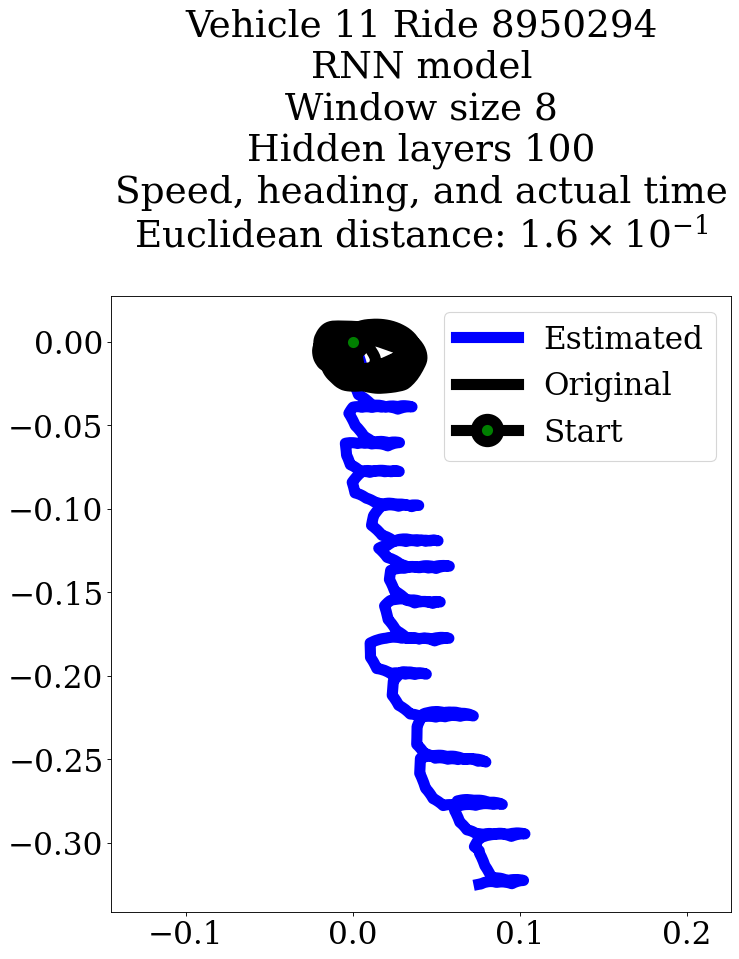 Vehicle 11 Ride 8950294
RNN model
Window size 8
Hidden layers 100
Speed, heading, and actual time
Euclidean distance: 1.6 × 10⁻¹
Estimated
Original
Start
0.00
−0.05
−0.10
−0.15
−0.20
−0.25
−0.30
−0.1
0.0
0.1
0.2